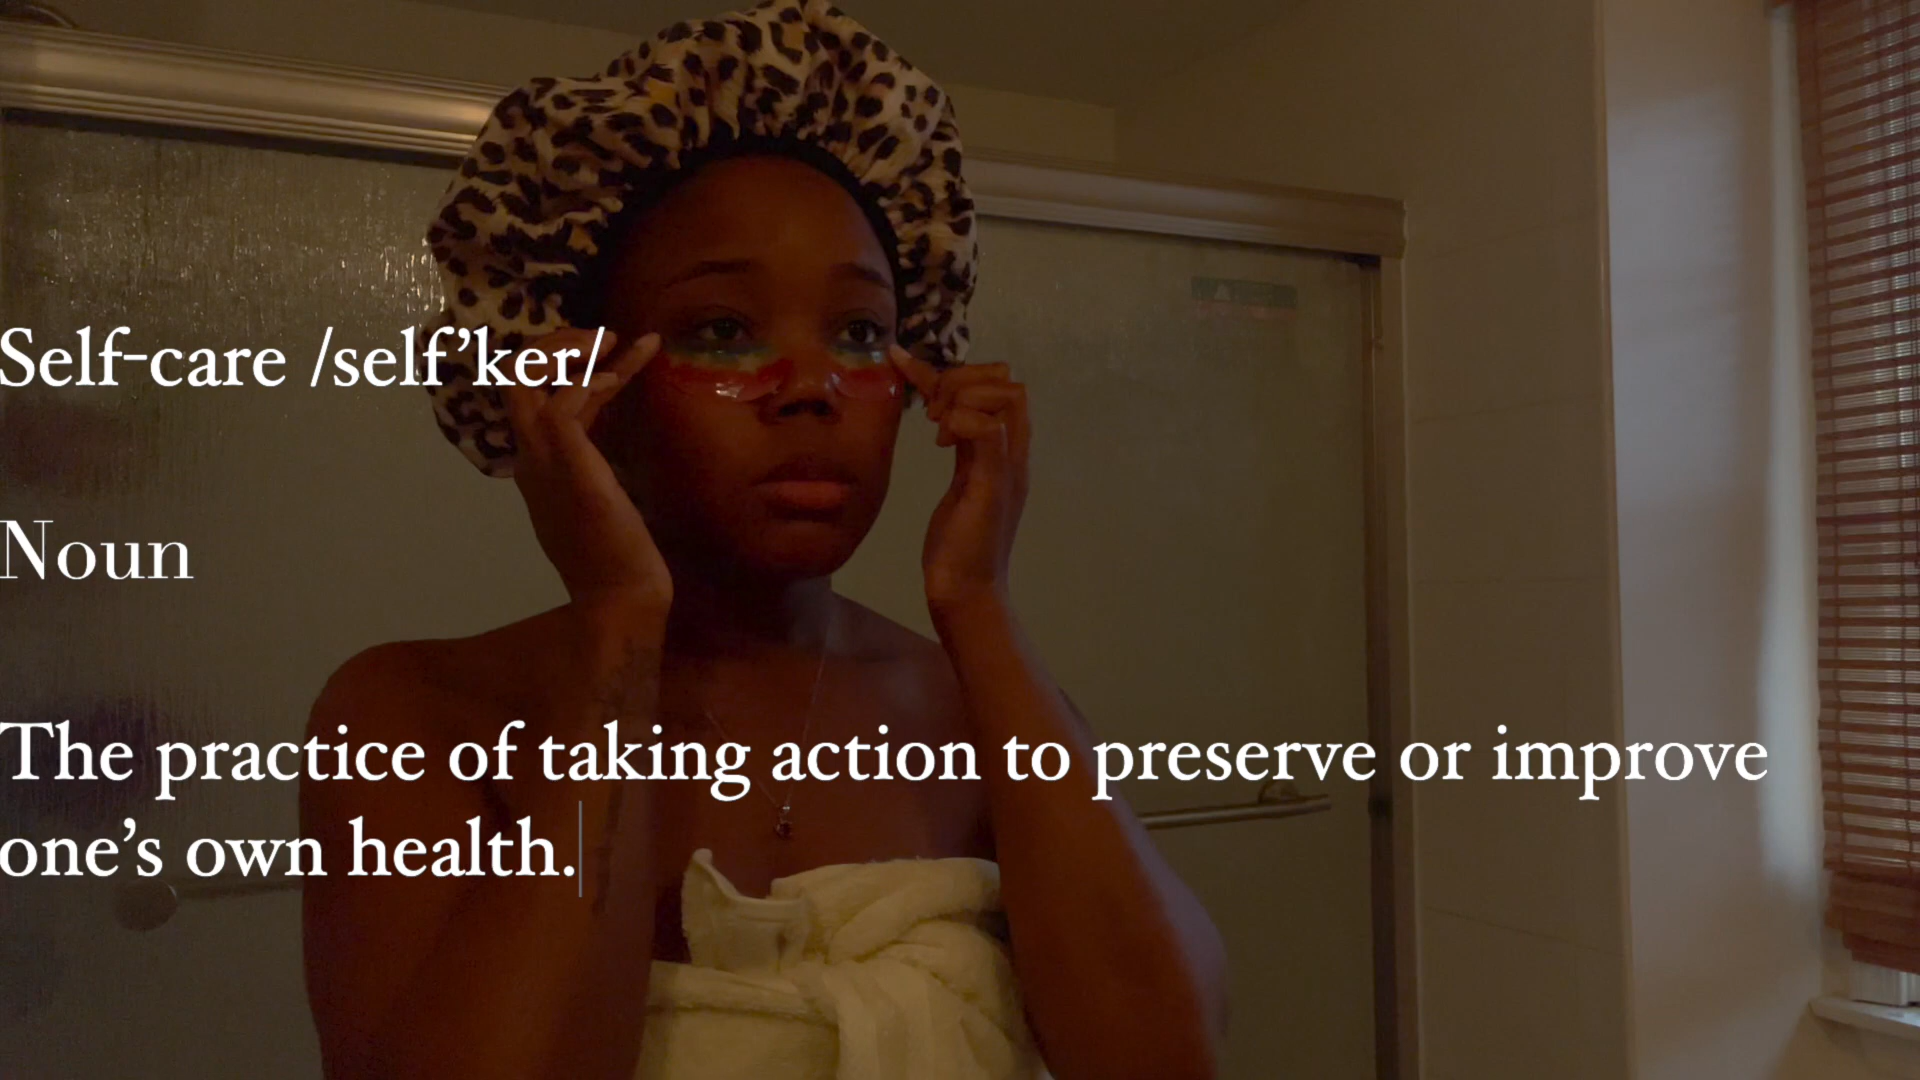 Self-care /self’ker/
Noun
The practice of taking action to preserve or improve
one’s own health.